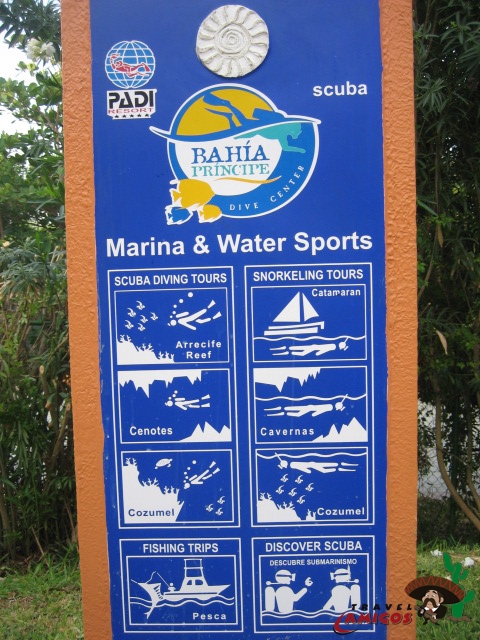 PADI
RESORT
scuba
BAHÍA
PRÍNCIPE
DIVE CENTER
Marina & Water Sports
SCUBA DIVING TOURS
Arrecife
Reef
Cenotes
Cozumel
SNORKELING TOURS
Catamaran
Cavernas
Cozumel
FISHING TRIPS
Pesca
DISCOVER SCUBA
DESCUBRE SUBMARINISMO
TRAVEL
AMIGOS